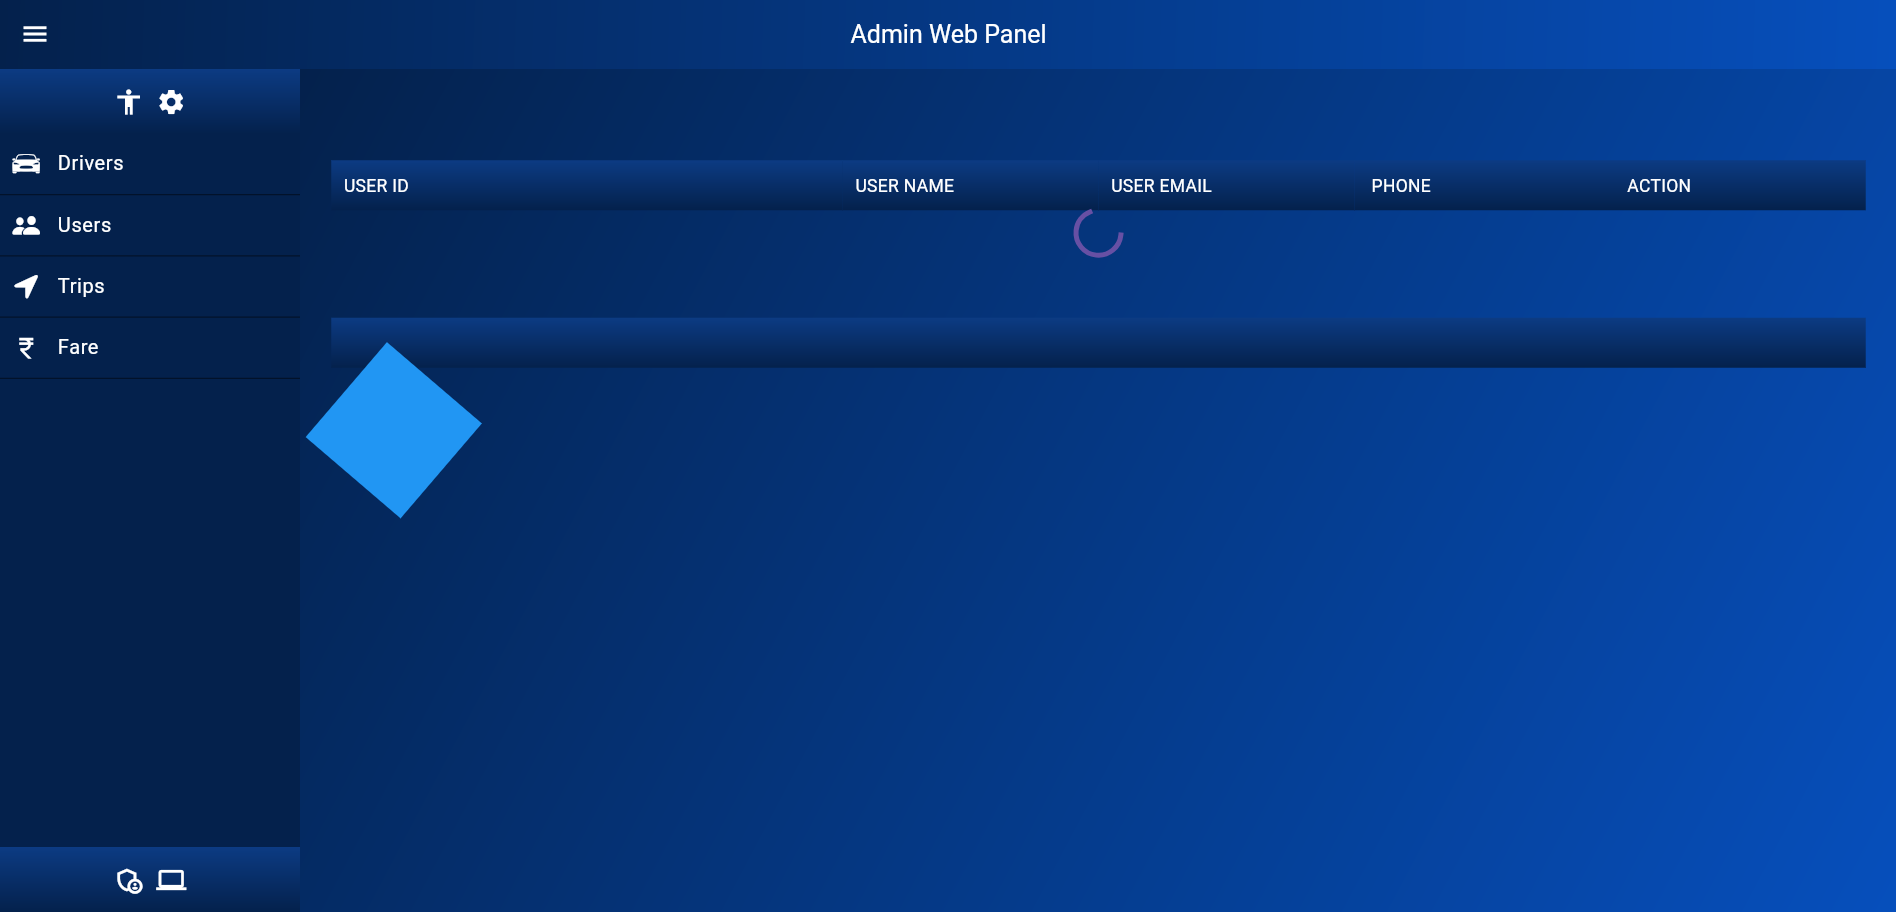 Admin Web Panel
Drivers
Users
Trips
Fare
USER ID USER NAME USER EMAIL PHONE ACTION